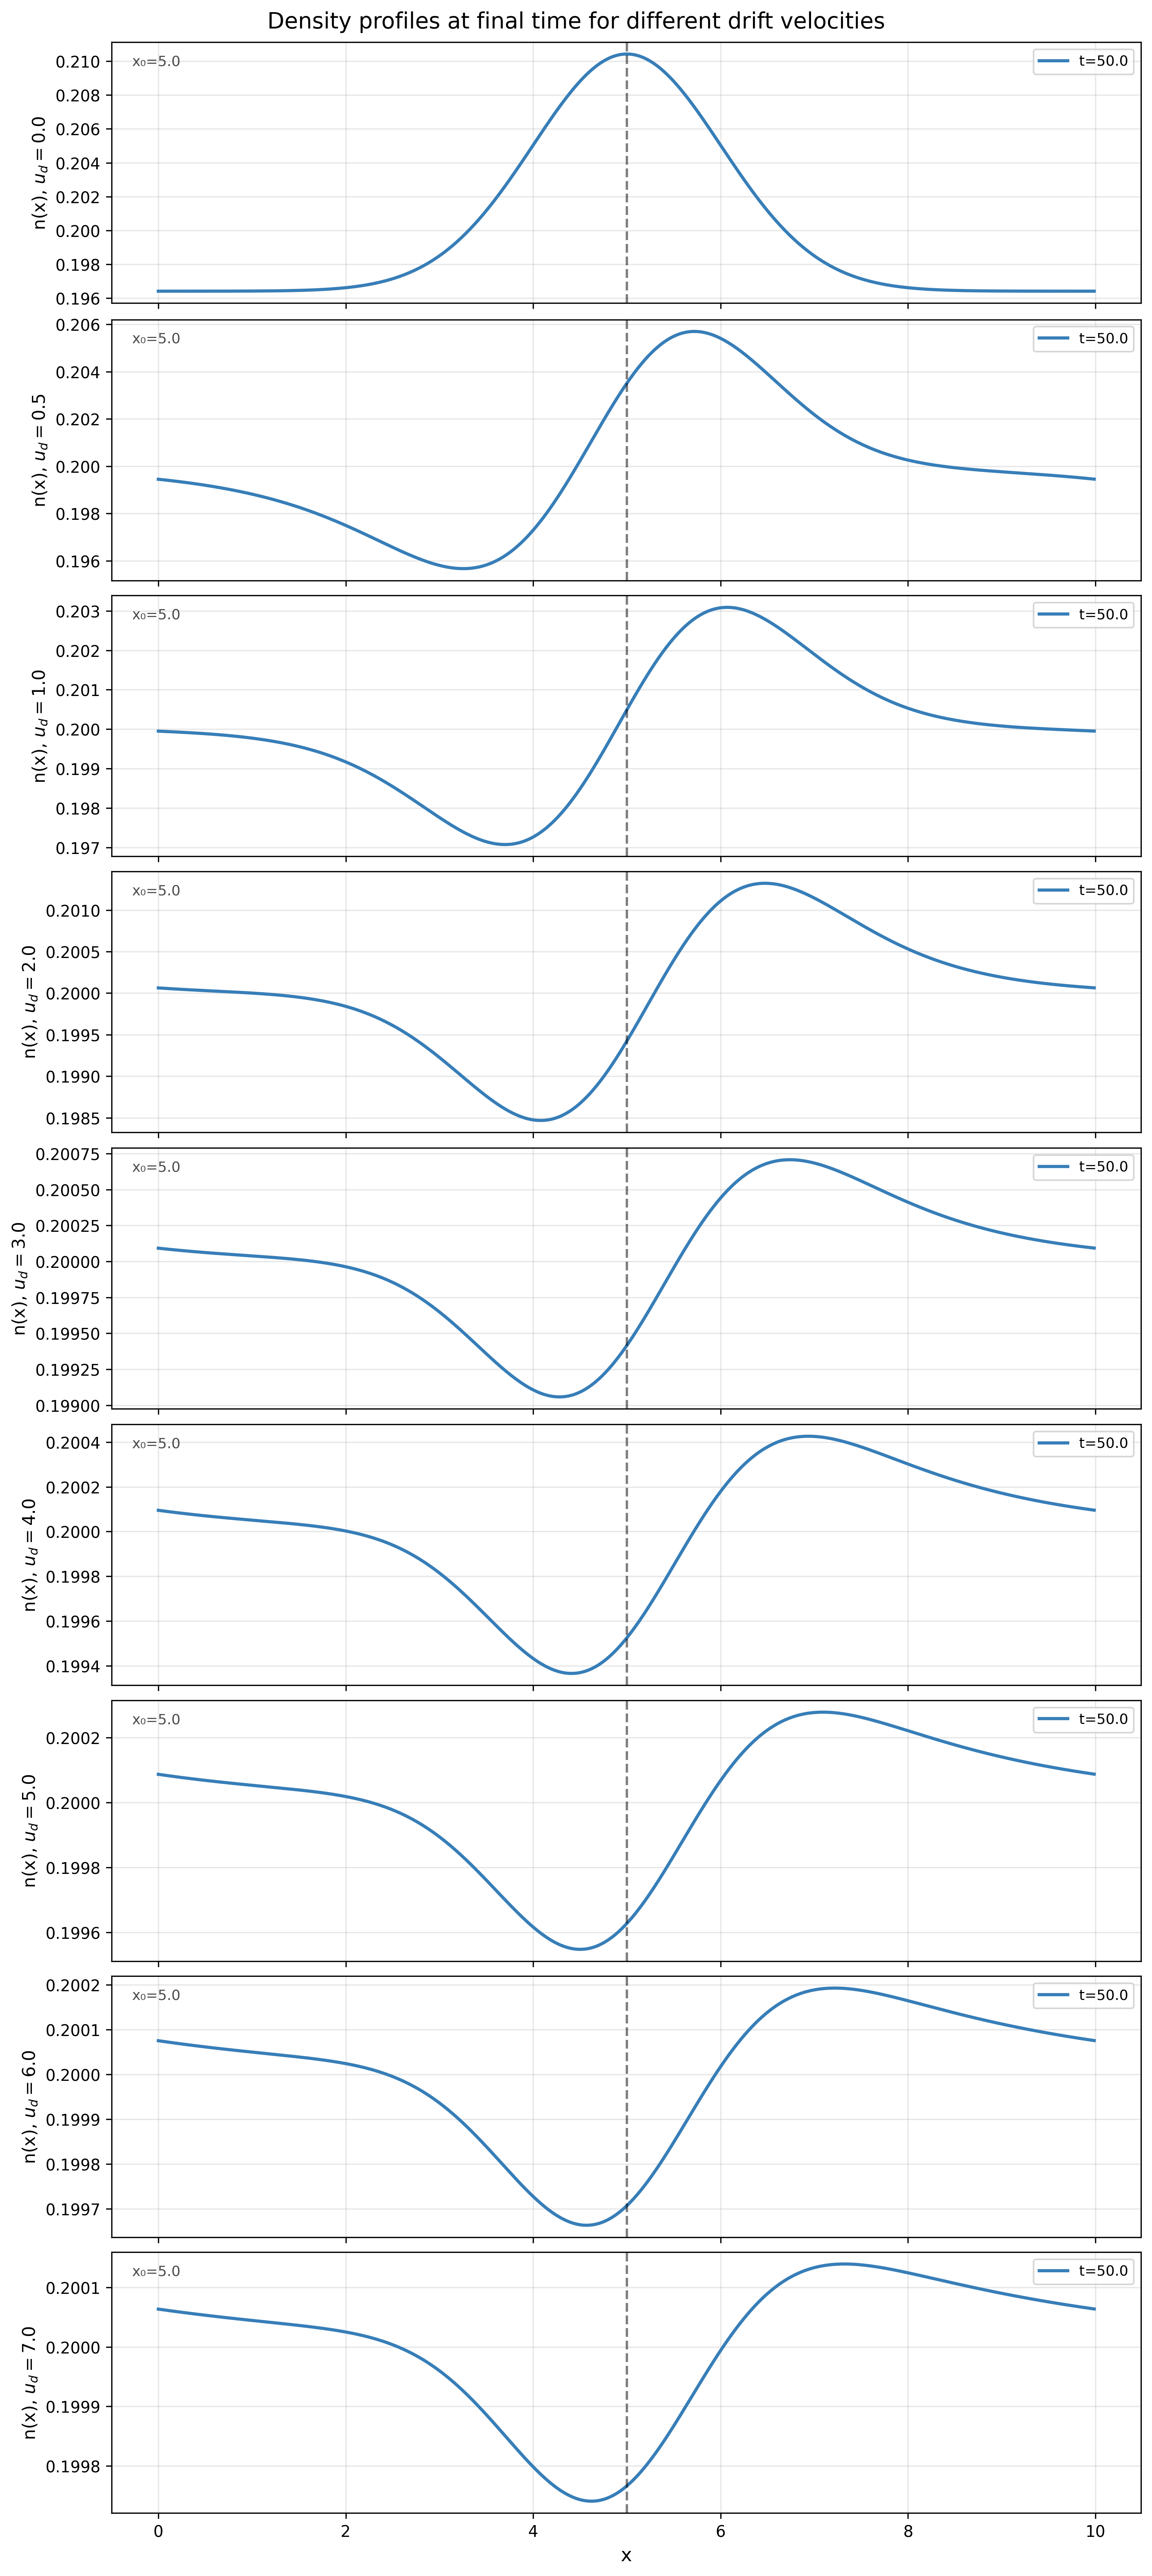 Density profiles at final time for different drift velocities
n(x), u_d = 0.0
0.210
0.208
0.206
0.204
0.202
0.200
0.198
0.196
x₀=5.0
t=50.0
n(x), u_d = 0.5
0.206
0.204
0.202
0.200
0.198
0.196
x₀=5.0
t=50.0
n(x), u_d = 1.0
0.203
0.202
0.201
0.200
0.199
0.198
0.197
x₀=5.0
t=50.0
n(x), u_d = 2.0
0.2010
0.2005
0.2000
0.1995
0.1990
0.1985
x₀=5.0
t=50.0
n(x), u_d = 3.0
0.20075
0.20050
0.20025
0.20000
0.19975
0.19950
0.19925
0.19900
x₀=5.0
t=50.0
n(x), u_d = 4.0
0.2004
0.2002
0.2000
0.1998
0.1996
0.1994
x₀=5.0
t=50.0
n(x), u_d = 5.0
0.2002
0.2000
0.1998
0.1996
x₀=5.0
t=50.0
n(x), u_d = 6.0
0.2002
0.2001
0.2000
0.1999
0.1998
0.1997
x₀=5.0
t=50.0
n(x), u_d = 7.0
0.2001
0.2000
0.1999
0.1998
x₀=5.0
t=50.0
0 2 4 6 8 10
x